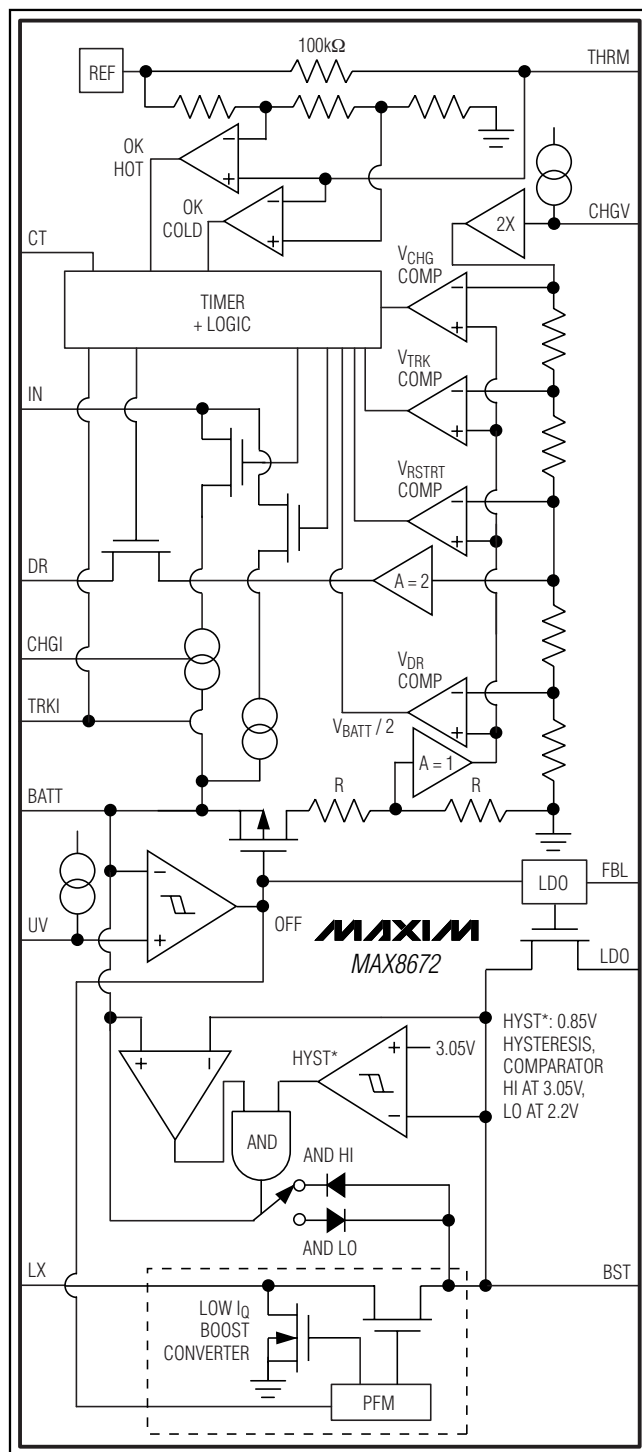 100kΩ
THRM
REF
OK
HOT
OK
COLD
CT
2X
CHGV
TIMER
+ LOGIC
VCHG
COMP
VTRK
COMP
IN
VRSTRT
COMP
DR
A = 2
CHGI
VDR
COMP
TRKI
VBATT / 2
A = 1
BATT
R
R
LDO
FBL
UV
OFF
MAXIM
MAX8672
LDO
HYST*
3.05V
HYST*: 0.85V
HYSTERESIS,
COMPARATOR
HI AT 3.05V,
LO AT 2.2V
AND
AND HI
AND LO
LX
BST
LOW IQ
BOOST
CONVERTER
PFM